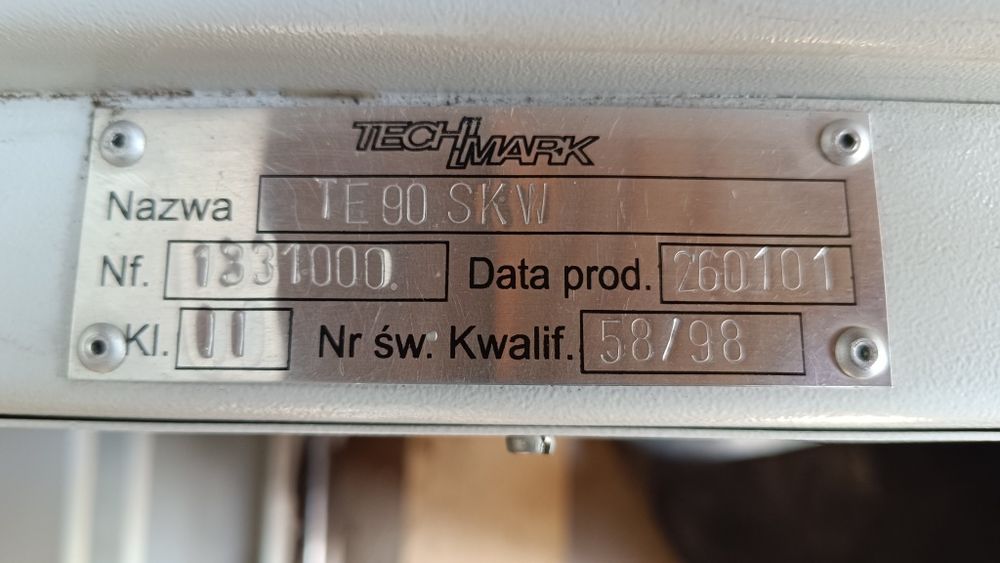 TECHMARK
Nazwa TE 90 SKW
Nf. 1331000. Data prod. 260101
Kl. II Nr św. Kwalif. 58/98